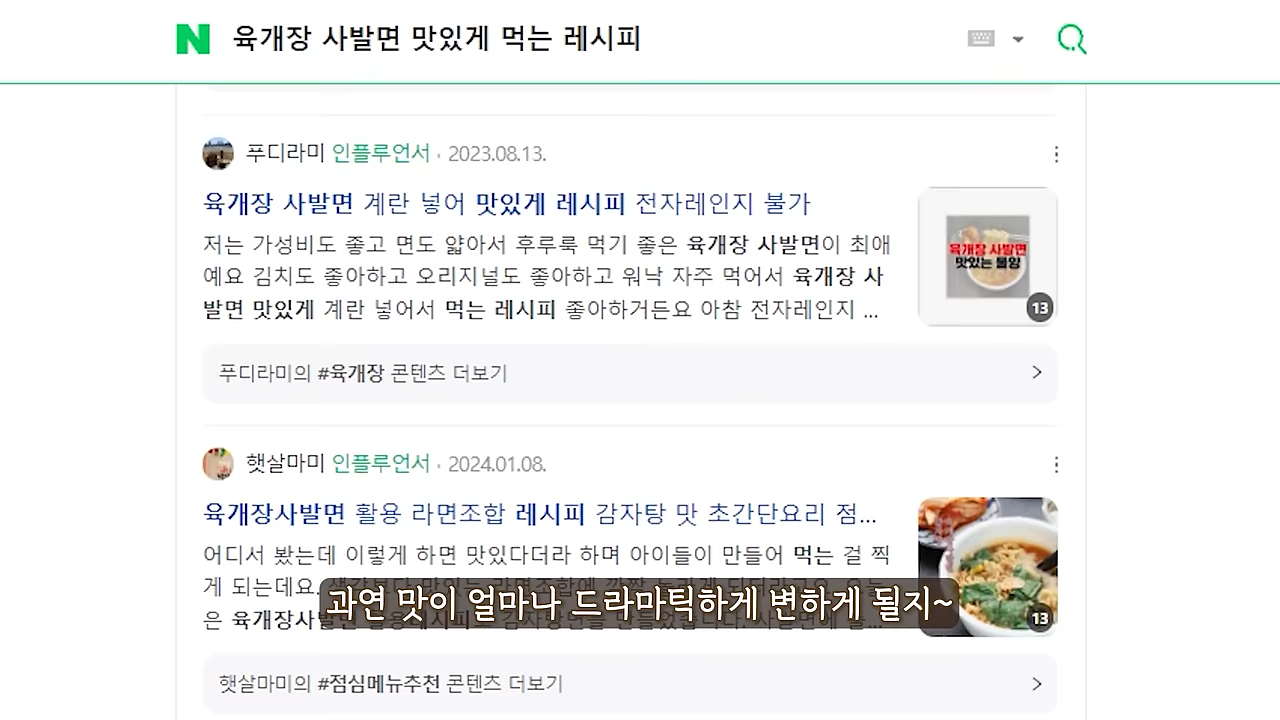 N 육개장 사발면 맛있게 먹는 레시피
푸디라미 인플루언서 · 2023.08.13.
육개장 사발면 계란 넣어 맛있게 레시피 전자레인지 불가
저는 가성비도 좋고 면도 얇아서 후루룩 먹기 좋은 육개장 사발면이 최애
예요 김치도 좋아하고 오리지널도 좋아하고 워낙 자주 먹어서 육개장 사
발면 맛있게 계란 넣어서 먹는 레시피 좋아하거든요 아참 전자레인지 ...
육개장 사발면
맛있는 물양
13
푸디라미의 #육개장 콘텐츠 더보기
햇살마미 인플루언서 · 2024.01.08.
육개장사발면 활용 라면조합 레시피 감자탕 맛 초간단요리 점...
어디서 봤는데 이렇게 하면 맛있다더라 하며 아이들이 만들어 먹는 걸 찍
게 되는데요.
은 육개장사발면
13
과연 맛이 얼마나 드라마틱하게 변하게 될지~
햇살마미의 #점심메뉴추천 콘텐츠 더보기